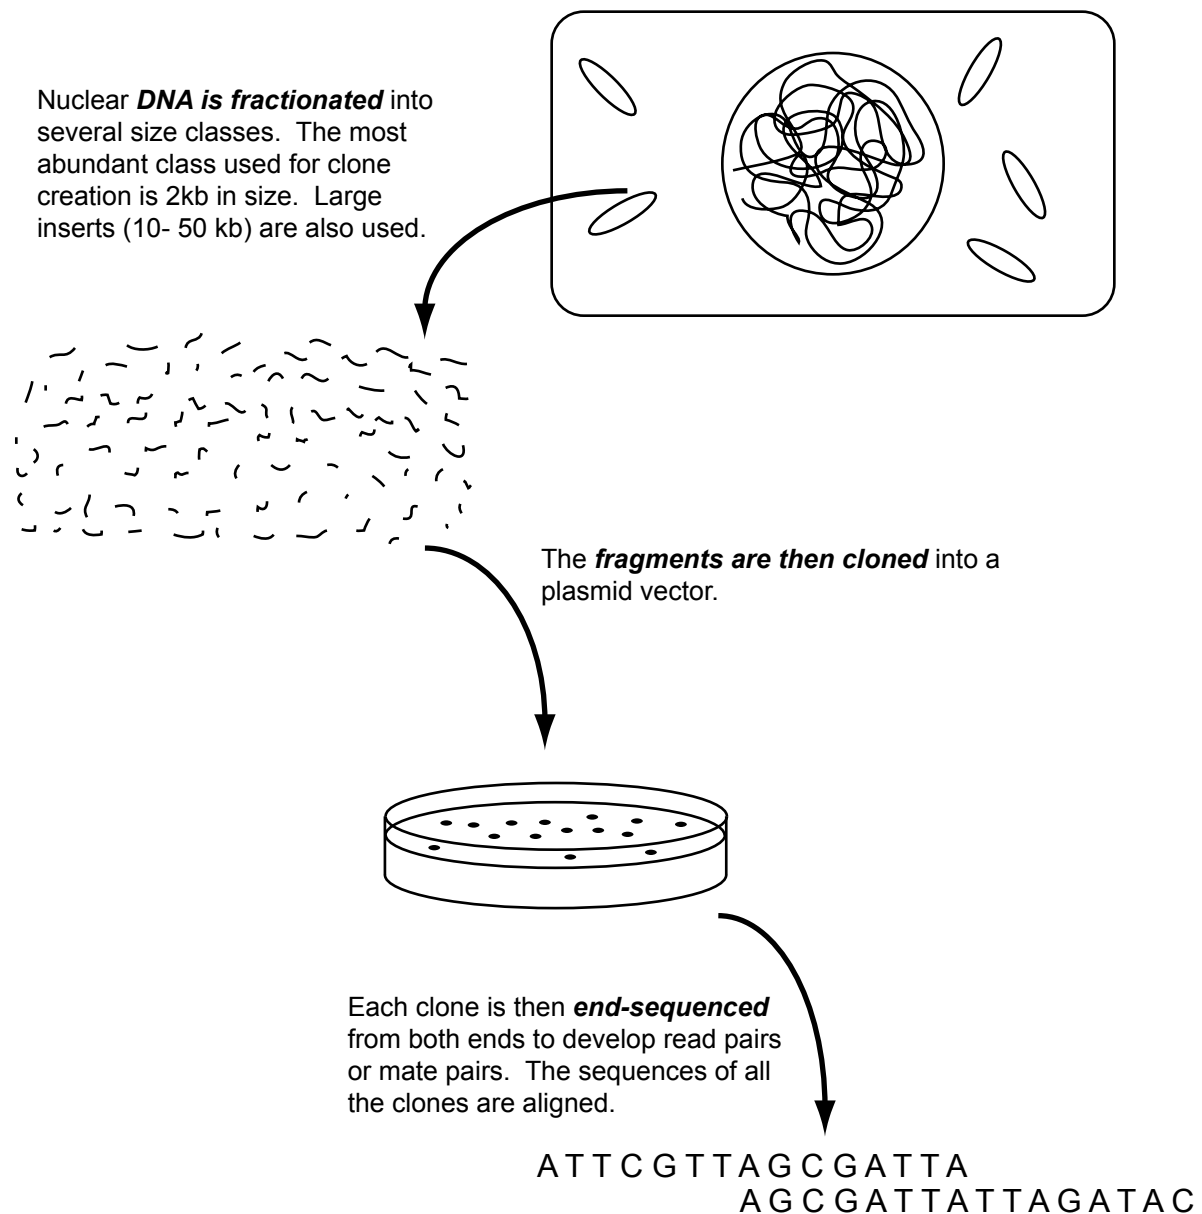 Nuclear DNA is fractionated into
several size classes.  The most
abundant class used for clone
creation is 2kb in size.  Large
inserts (10- 50 kb) are also used.
The fragments are then cloned into a
plasmid vector.
Each clone is then end-sequenced
from both ends to develop read pairs
or mate pairs.  The sequences of all
the clones are aligned.
A T T C G T T A G C G A T T A
A G C G A T T A T T A G A T A C